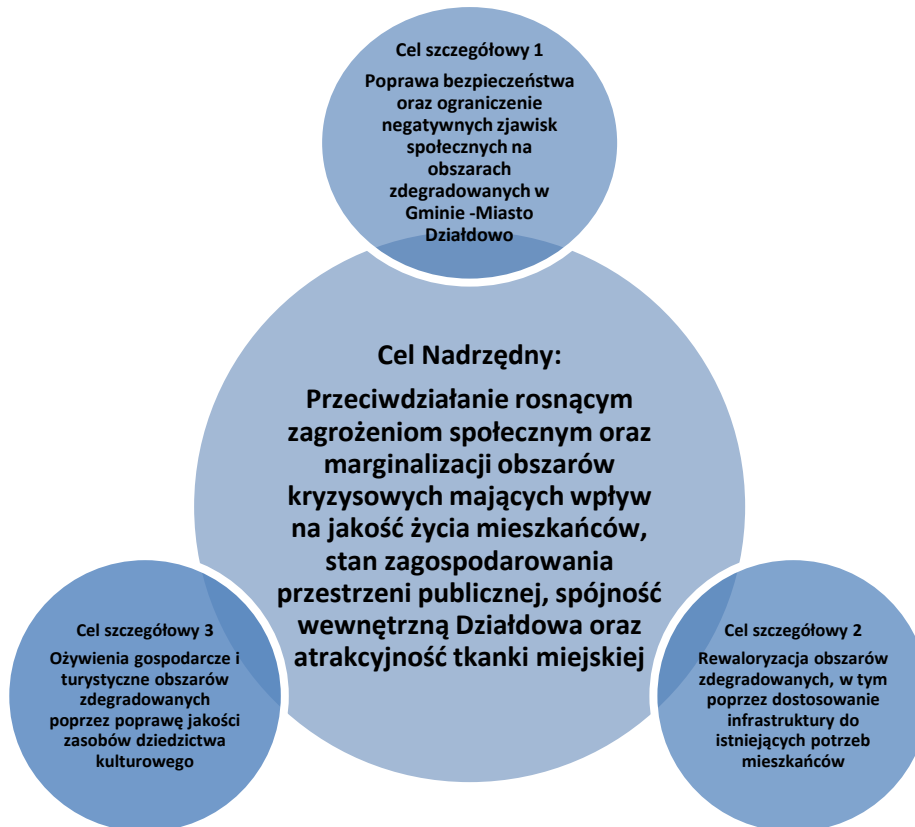 Cel szczegółowy 1
Poprawa bezpieczeństwa
oraz ograniczenie
negatywnych zjawisk
społecznych na
obszarach
zdegradowanych w
Gminie -Miasto
Działdowo
Cel Nadrzędny:
Przeciwdziałanie rosnącym
zagrożeniom społecznym oraz
marginalizacji obszarów
kryzysowych mających wpływ
na jakość życia mieszkańców,
stan zagospodarowania
przestrzeni publicznej, spójność
wewnętrzną Działdowa oraz
atrakcyjność tkanki miejskiej
Cel szczegółowy 3
Ożywienia gospodarcze i
turystyczne obszarów
zdegradowanych
poprzez poprawę jakości
zasobów dziedzictwa
kulturowego
Cel szczegółowy 2
Rewaloryzacja obszarów
zdegradowanych, w tym
poprzez dostosowanie
infrastruktury do
istniejących potrzeb
mieszkańców